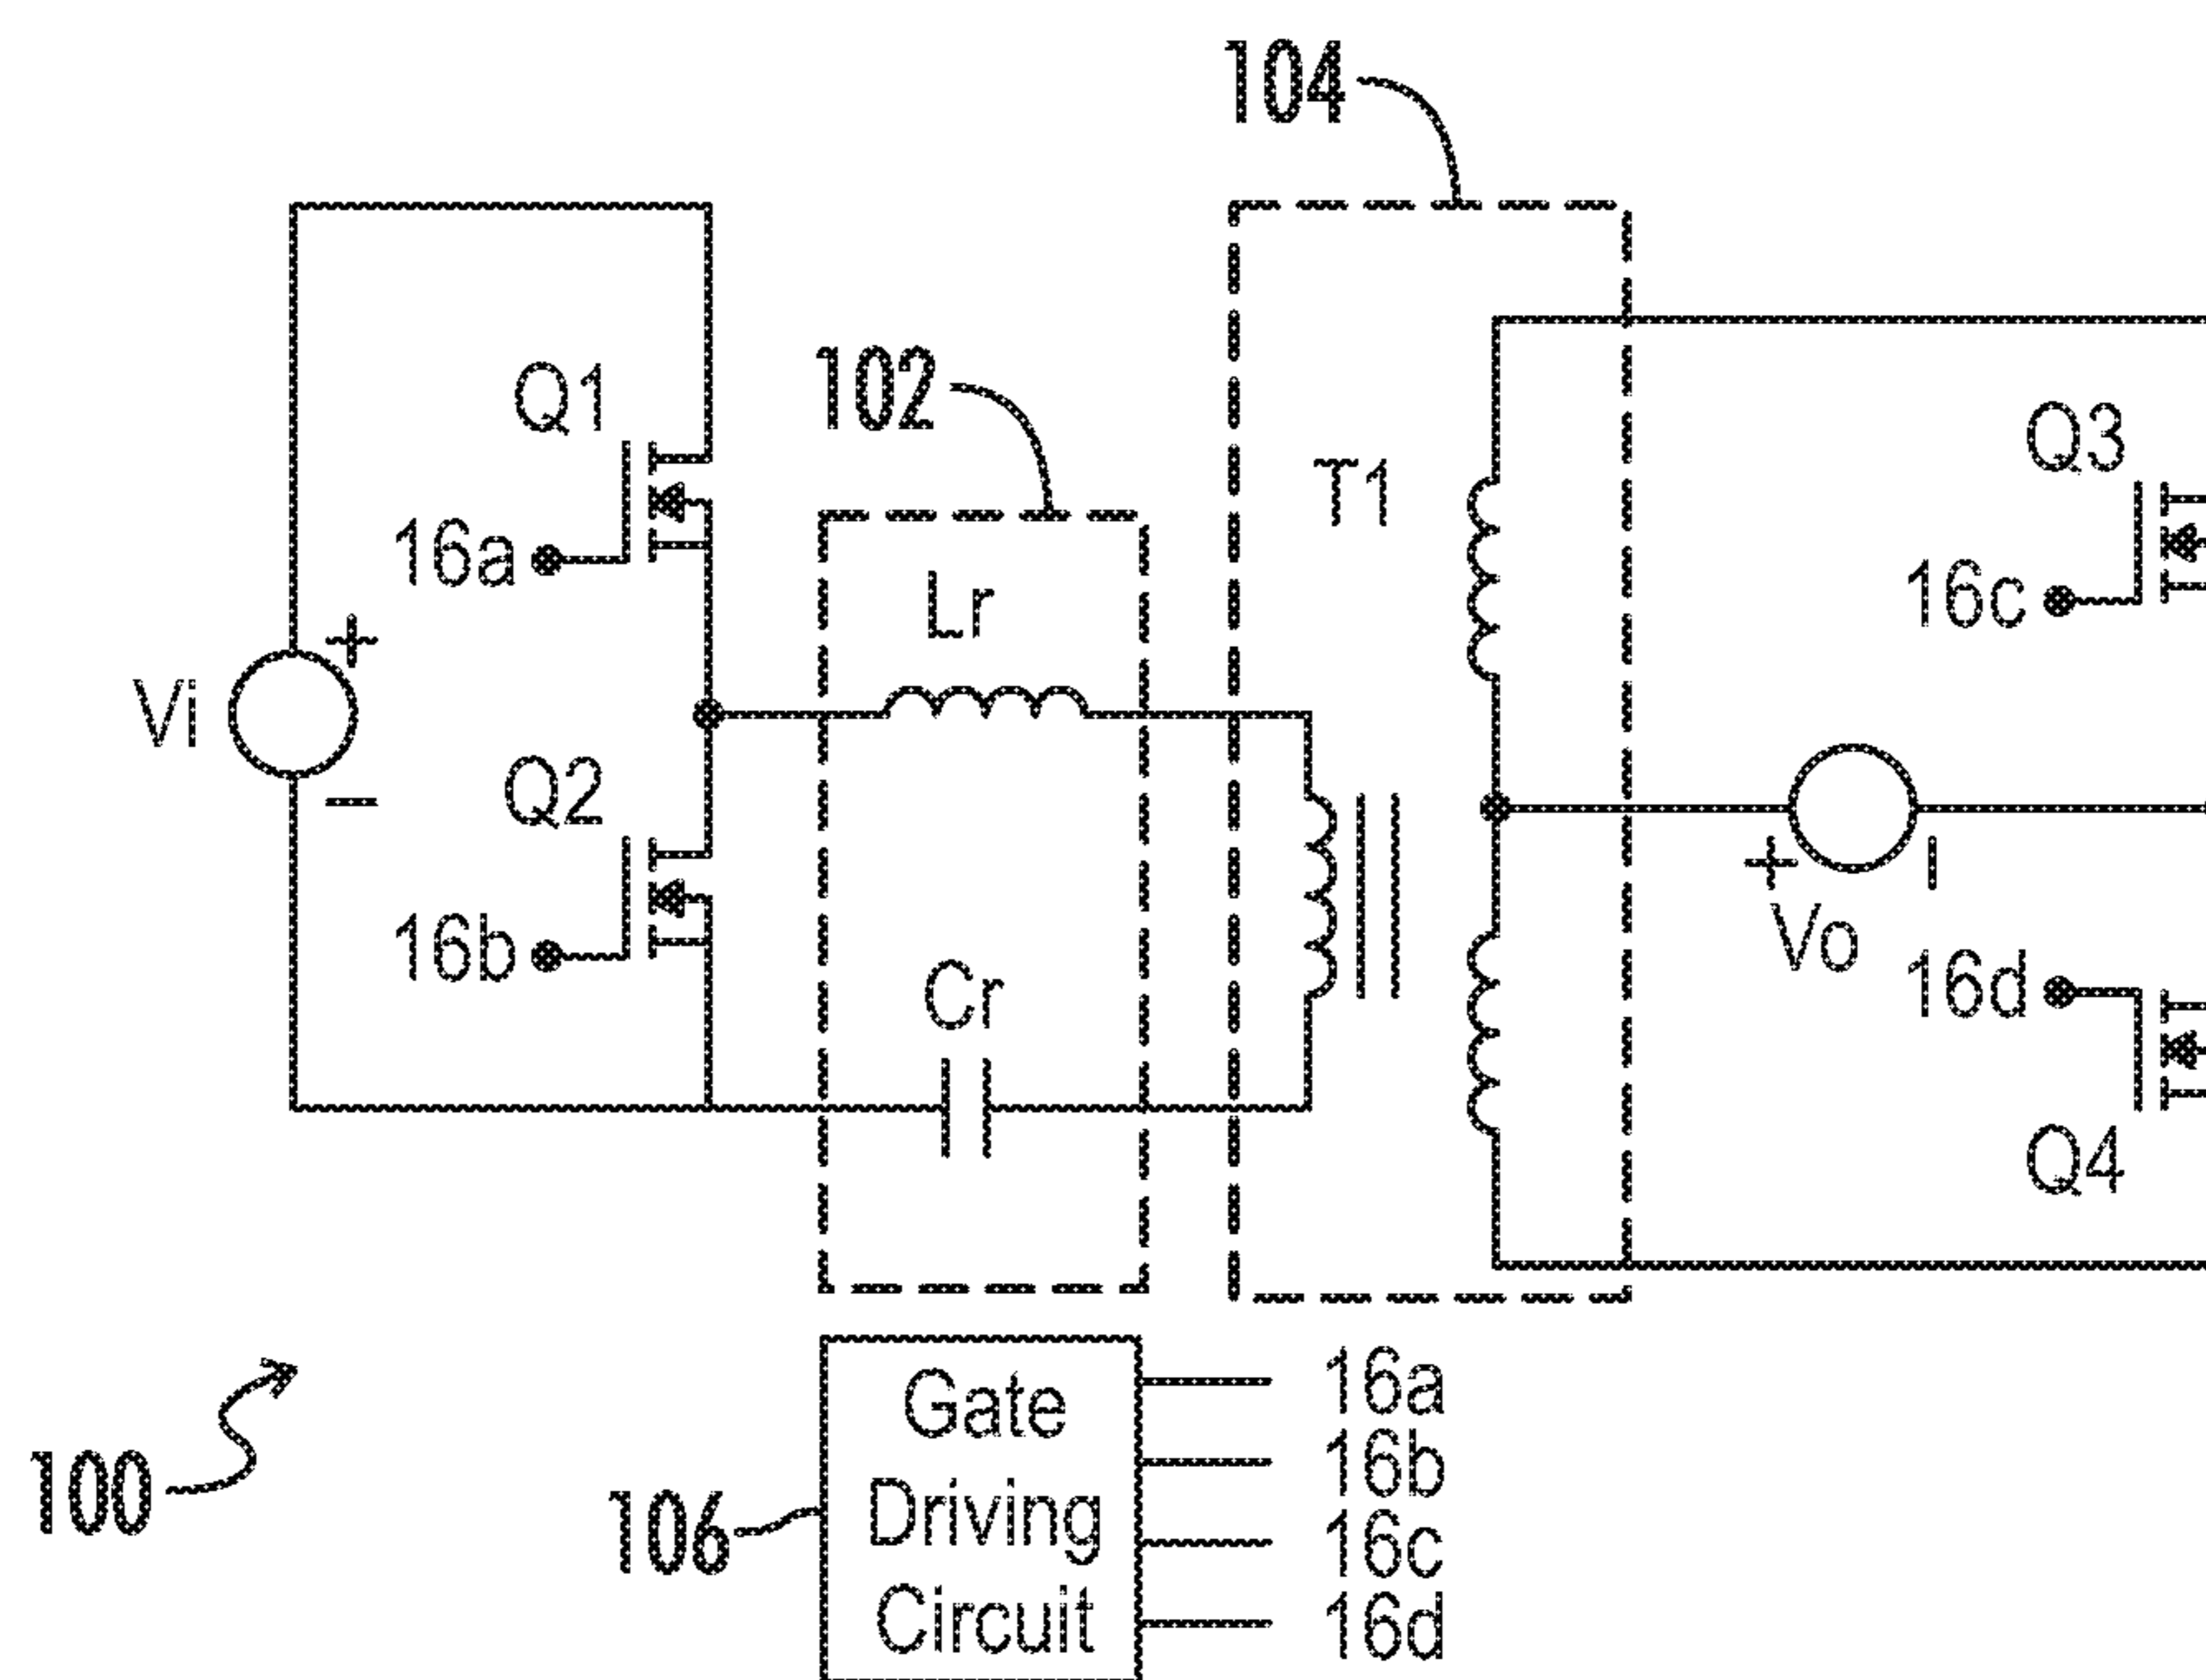 104
Q1
102
T1
Q3
16a
Lr
16c
+
Vi
−
Q2
+
−
Vo
16b
Cr
16d
Q4
Gate
Driving
Circuit
16a
16b
16c
16d
100
106